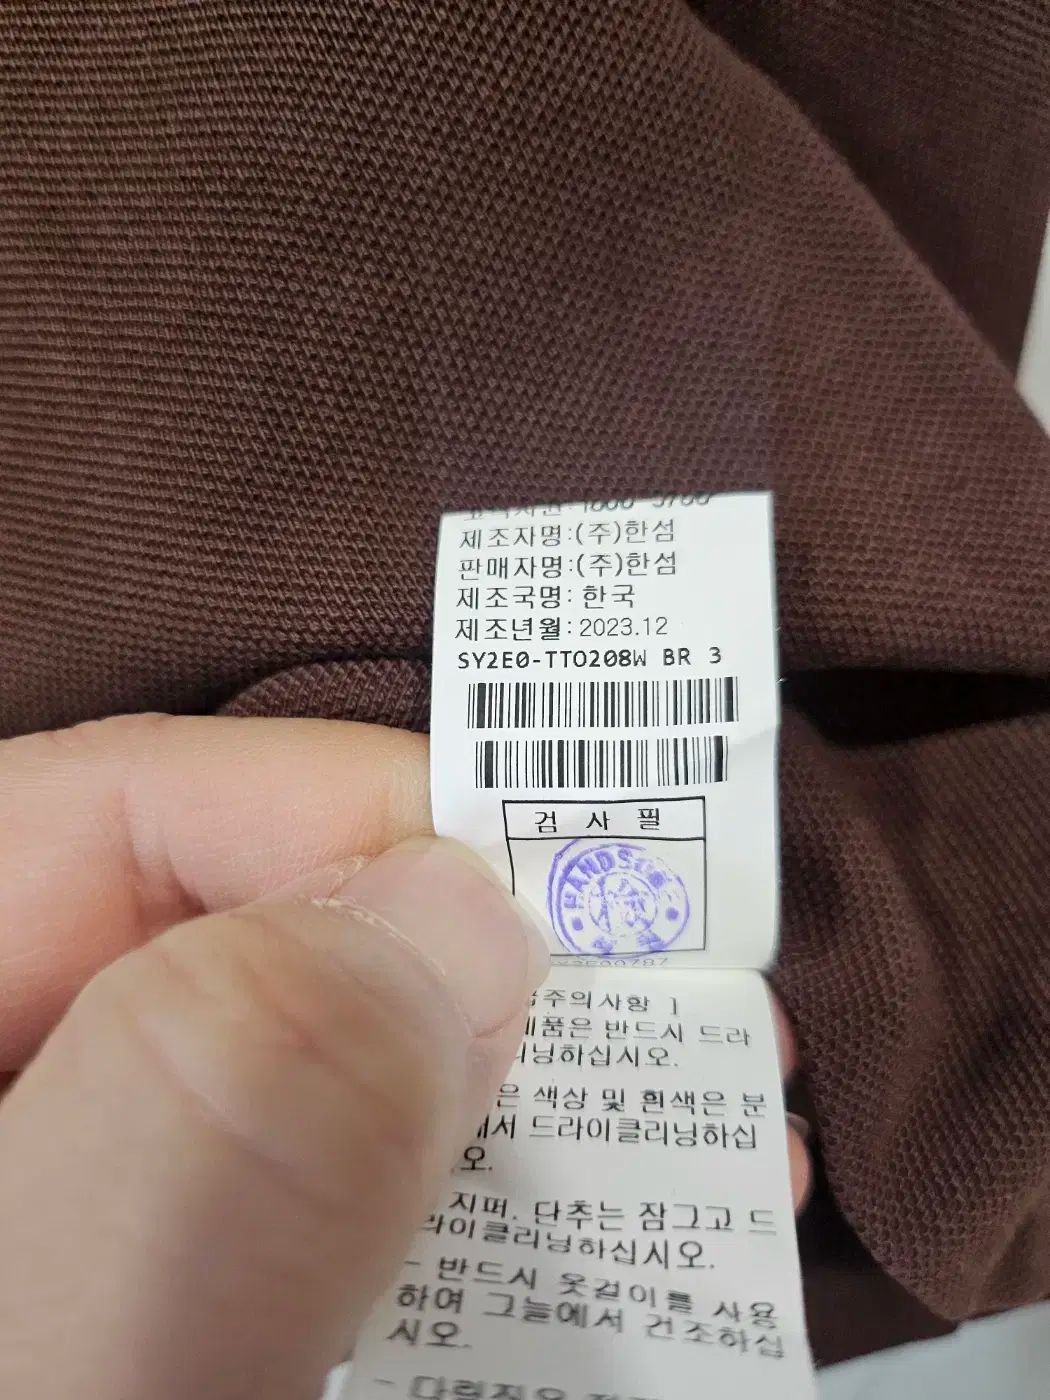 제조자명:(주)한섬
판매자명:(주)한섬
제조국명: 한국
제조년월: 2023.12
SY2E0-TTO208W BR 3
검 사 필
HANDSOME
주의사항 ]
품은 반드시 드라
닝하십시오.
은 색상 및 흰색은 분
서 드라이클리닝하십
오.
지퍼, 단추는 잠그고 드
라이클리닝하십시오.
- 반드시 옷걸이를 사용
하여 그늘에서 건조하십
시오.